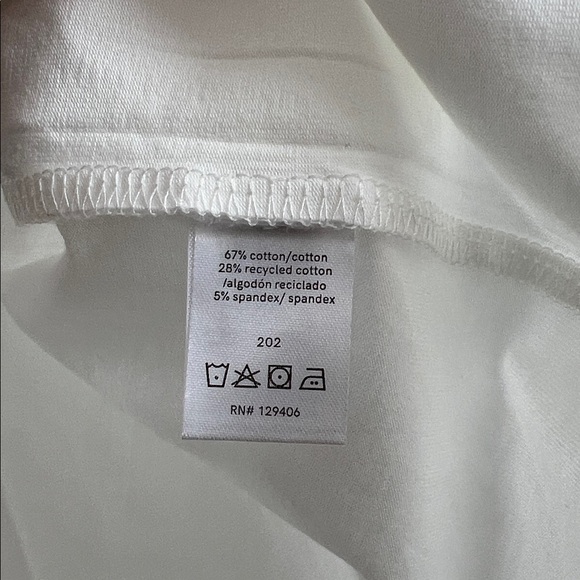 67% cotton/cotton
28% recycled cotton
/algodón reciclado
5% spandex/ spandex
202
RN# 129406